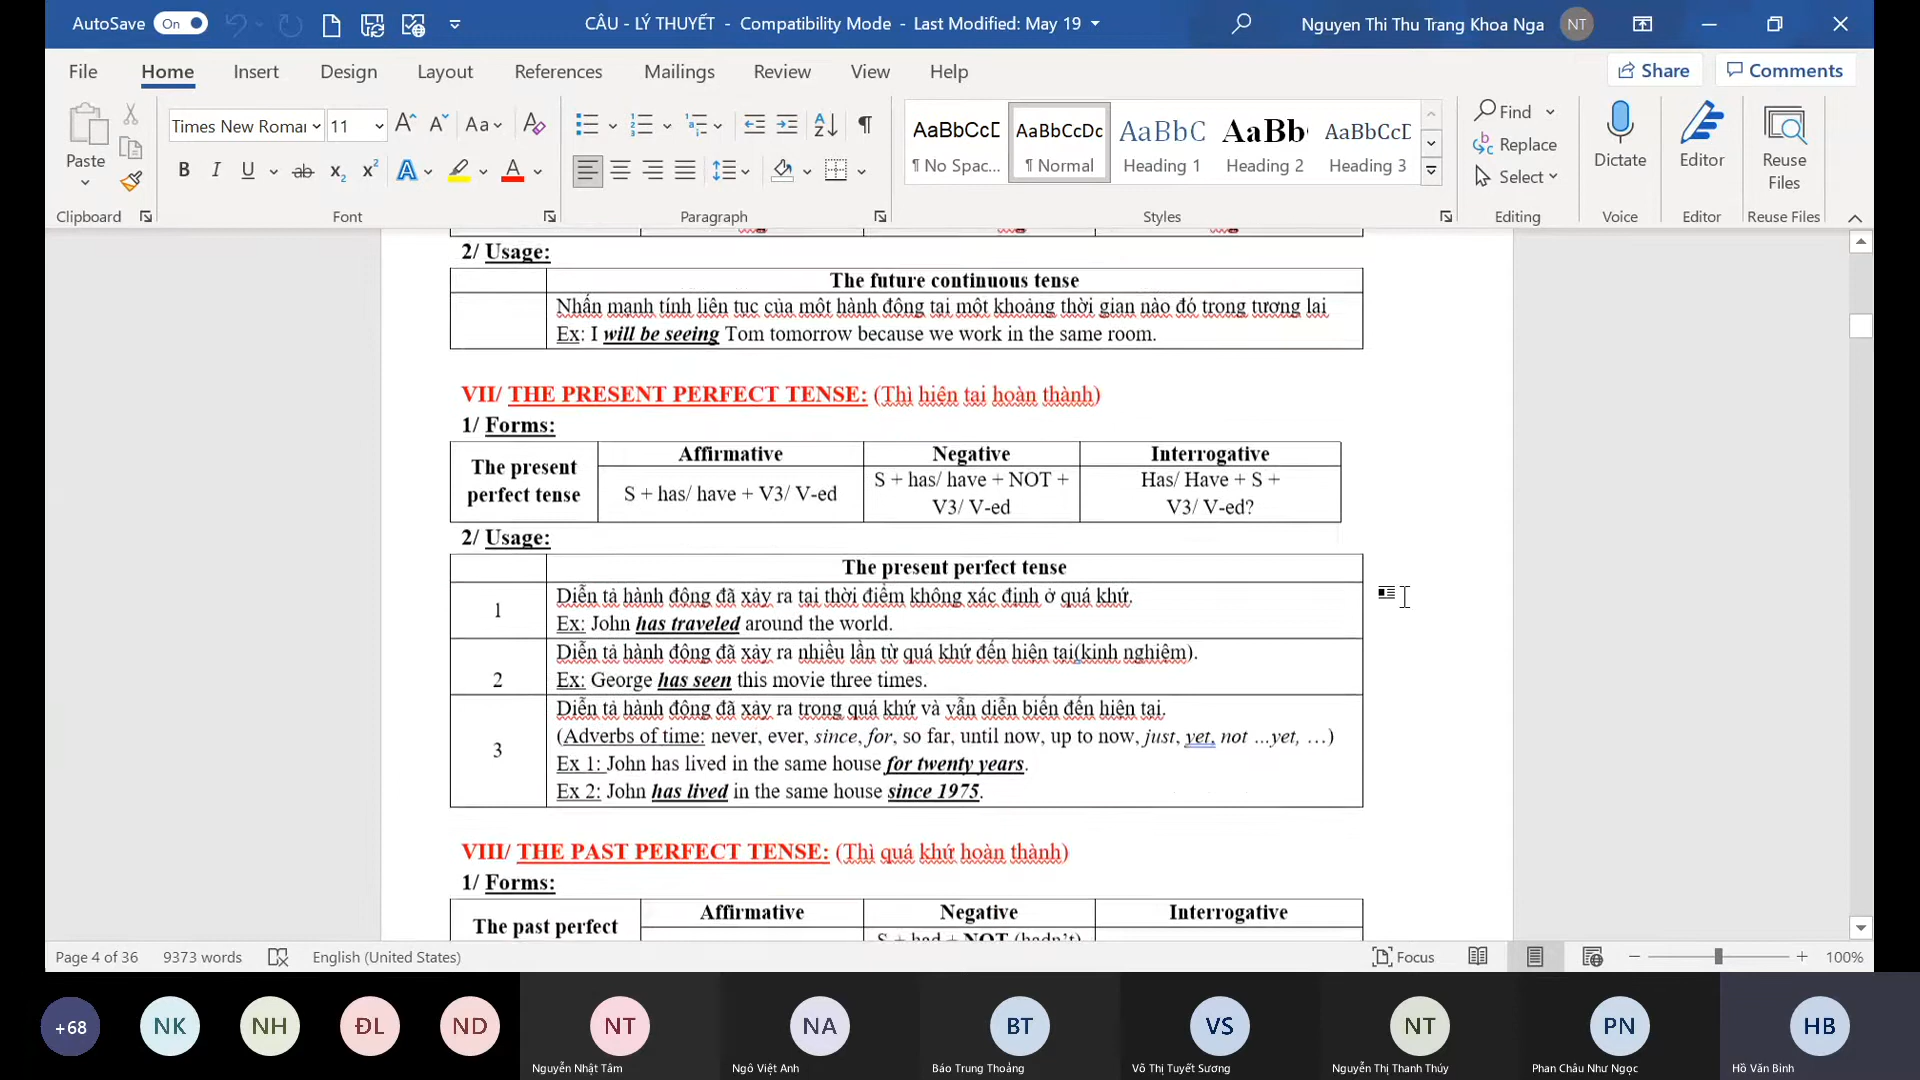 AutoSave On CÂU - LÝ THUYẾT - Compatibility Mode - Last Modified: May 19 Nguyen Thi Thu Trang Khoa Nga NT
File Home Insert Design Layout References Mailings Review View Help Share Comments
Times New Roman 11
Paste
AaBbCcD AaBbCcDc AaBbC AaBb AaBbCcD
¶ No Spac... ¶ Normal Heading 1 Heading 2 Heading 3
Find
Replace
Select
Dictate
Editor
Reuse
Files
Clipboard Font Paragraph Styles Editing Voice Editor Reuse Files
2/ Usage:
The future continuous tense
Nhấn mạnh tính liên tục của một hành động tại một khoảng thời gian nào đó trong tương lai
Ex: I will be seeing Tom tomorrow because we work in the same room.
VII/ THE PRESENT PERFECT TENSE: (Thì hiện tại hoàn thành)
1/ Forms:
The present perfect tense
Affirmative Negative Interrogative
S + has/ have + V3/ V-ed
S + has/ have + NOT +
V3/ V-ed
Has/ Have + S +
V3/ V-ed?
2/ Usage:
The present perfect tense
1
Diễn tả hành động đã xảy ra tại thời điểm không xác định ở quá khứ.
Ex: John has traveled around the world.
2
Diễn tả hành động đã xảy ra nhiều lần từ quá khứ đến hiện tại(kinh nghiệm).
Ex: George has seen this movie three times.
3
Diễn tả hành động đã xảy ra trong quá khứ và vẫn diễn biến đến hiện tại.
(Adverbs of time: never, ever, since, for, so far, until now, up to now, just, yet, not ...yet, …)
Ex 1: John has lived in the same house for twenty years.
Ex 2: John has lived in the same house since 1975.
VIII/ THE PAST PERFECT TENSE: (Thì quá khứ hoàn thành)
1/ Forms:
The past perfect
Affirmative Negative Interrogative
S + had + NOT (hadn't)
Page 4 of 36 9373 words English (United States) Focus 100%
+68 NK NH ĐL ND NT NA BT VS NT PN HB
Nguyễn Nhật Tâm Ngô Việt Anh Báo Trung Thoảng Võ Thị Tuyết Sương Nguyễn Thị Thanh Thúy Phan Châu Như Ngọc Hồ Văn Bình